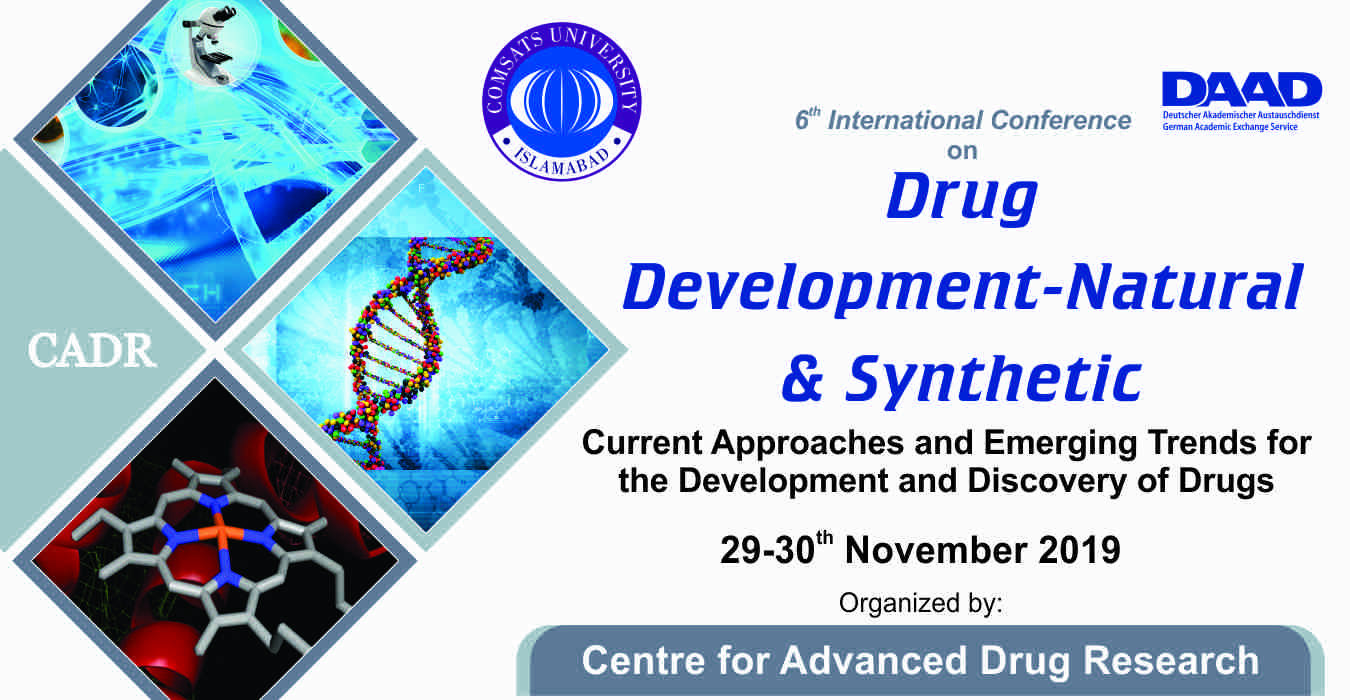 COMSATS UNIVERSITY
ISLAMABAD
DAAD
Deutscher Akademischer Austauschdienst
German Academic Exchange Service
6th International Conference
on
Drug
Development-Natural
& Synthetic
Current Approaches and Emerging Trends for
the Development and Discovery of Drugs
29-30th November 2019
Organized by:
Centre for Advanced Drug Research
CADR
CH
F